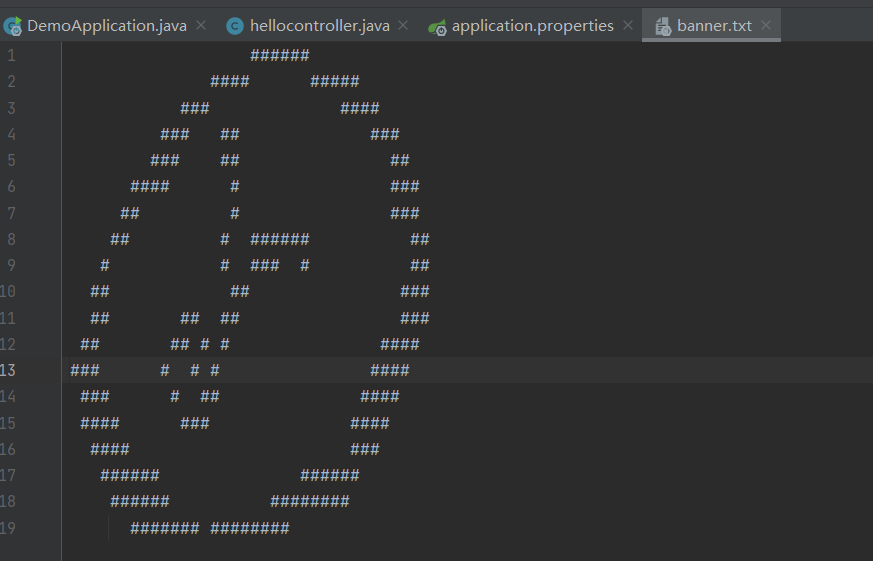 DemoApplication.java hellocontroller.java application.properties banner.txt
1                   ######
2               ####      #####
3            ###             ####
4          ###   ##             ###
5         ###    ##               ##
6       ####      #               ###
7      ##         #               ###
8     ##         #  ######          ##
9    #           #  ###  #          ##
10  ##            ##               ###
11  ##       ##  ##                ###
12 ##       ## # #               ####
13 ###      #  # #               ####
14 ###      #  ##              ####
15 ####      ###              ####
16  ####                      ###
17   ######              ######
18    ######          ########
19      ####### ########